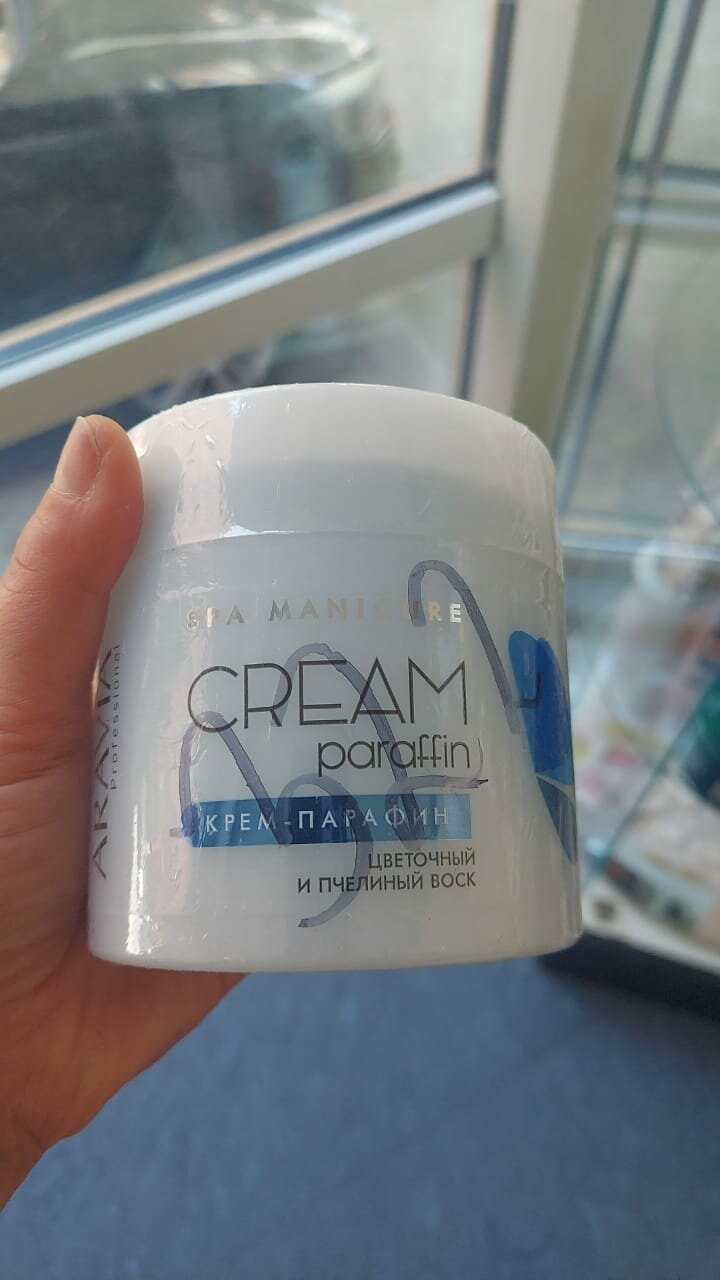 SPA MANICURE
CREAM
paraffin
КРЕМ-ПАРАФИН
ЦВЕТОЧНЫЙ
И ПЧЕЛИНЫЙ ВОСК
ARAVIA
Professional